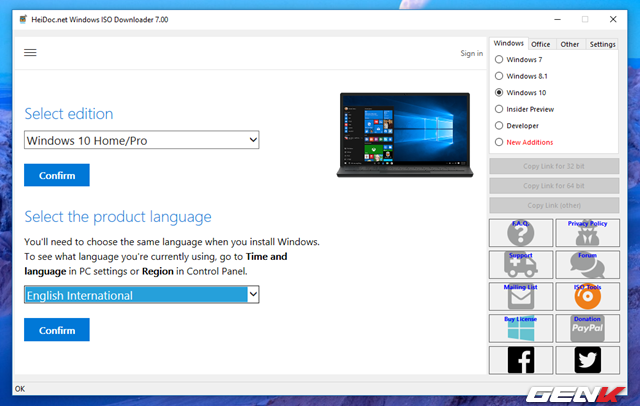 HeiDoc.net Windows ISO Downloader 7.00
Sign in
Select edition
Windows 10 Home/Pro
Confirm
Select the product language
You'll need to choose the same language when you install Windows.
To see what language you're currently using, go to Time and
language in PC settings or Region in Control Panel.
English International
Confirm
Windows Office Other Settings
Windows 7
Windows 8.1
Windows 10
Insider Preview
Developer
New Additions
Copy Link for 32 bit
Copy Link for 64 bit
Copy Link (other)
F.A.Q. Privacy Policy
Support Forum
Mailing List ISO Tools
Buy License Donation
PayPal
OK
GENK